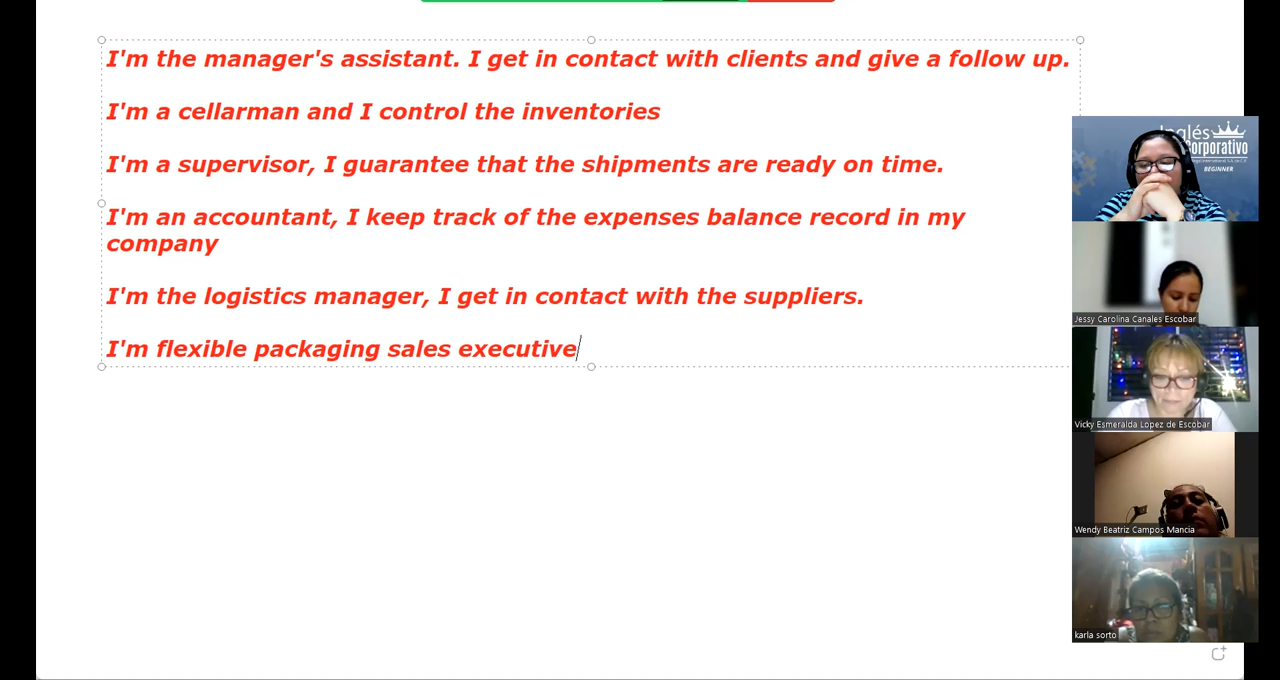 I'm the manager's assistant. I get in contact with clients and give a follow up.
I'm a cellarman and I control the inventories
I'm a supervisor, I guarantee that the shipments are ready on time.
I'm an accountant, I keep track of the expenses balance record in my
company
I'm the logistics manager, I get in contact with the suppliers.
I'm flexible packaging sales executive
Inglés
Corporativo
BEGINNER
Jessy Carolina Canales Escobar
Vicky Esmeralda Lopez de Escobar
Wendy Beatriz Campos Mancia
karla sorto